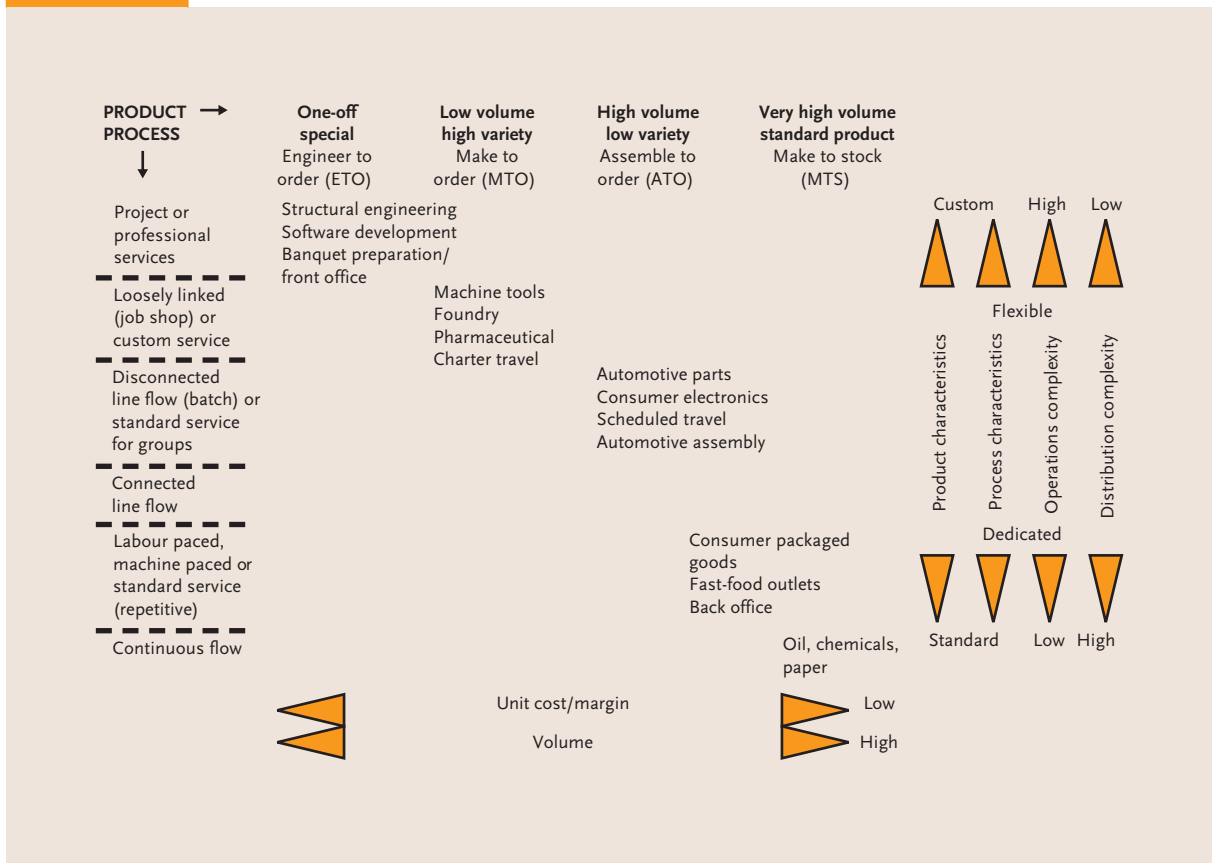 PRODUCT
PROCESS
One-off
special
Engineer to
order (ETO)
Low volume
high variety
Make to
order (MTO)
High volume
low variety
Assemble to
order (ATO)
Very high volume
standard product
Make to stock
(MTS)
Project or
professional
services
Structural engineering
Software development
Banquet preparation/
front office
Loosely linked
(job shop) or
custom service
Machine tools
Foundry
Pharmaceutical
Charter travel
Disconnected
line flow (batch) or
standard service
for groups
Automotive parts
Consumer electronics
Scheduled travel
Automotive assembly
Connected
line flow
Labour paced,
machine paced or
standard service
(repetitive)
Consumer packaged
goods
Fast-food outlets
Back office
Continuous flow
Oil, chemicals,
paper
Custom High Low
Flexible
Product characteristics
Process characteristics
Operations complexity
Distribution complexity
Dedicated
Standard Low High
Unit cost/margin Low
Volume High